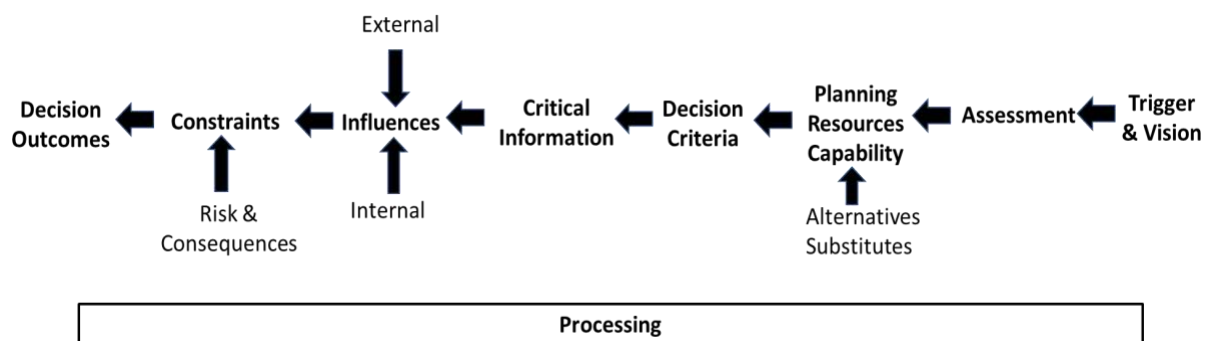 External
Decision
Outcomes
Constraints
Influences
Critical
Information
Decision
Criteria
Planning
Resources
Capability
Assessment
Trigger
& Vision
Risk &
Consequences
Internal
Alternatives
Substitutes
Processing